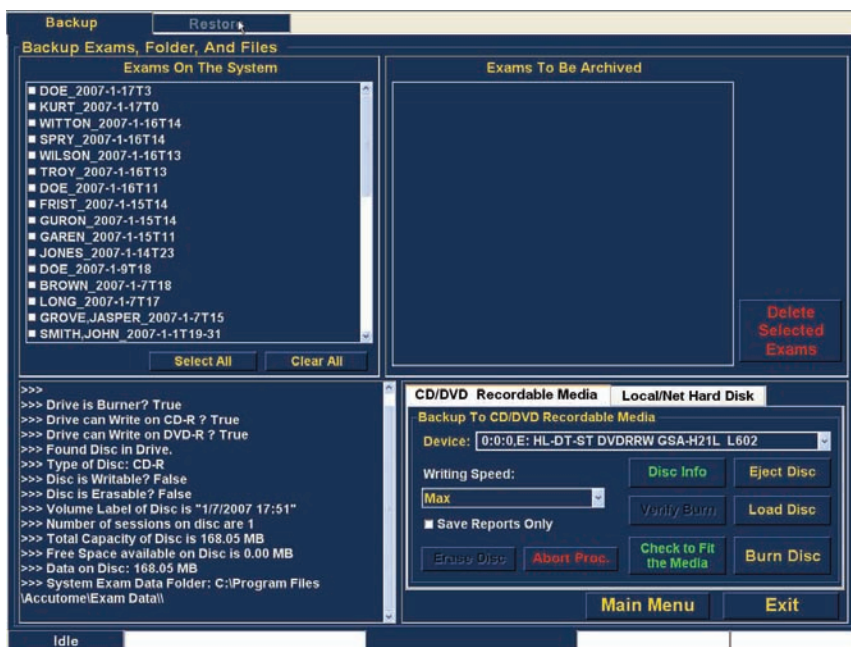 Backup
Restore
Backup Exams, Folder, And Files
Exams On The System
DOE_2007-1-17T3
KURT_2007-1-17T0
WITTON_2007-1-16T14
SPRY_2007-1-16T14
WILSON_2007-1-16T13
TROY_2007-1-16T13
DOE_2007-1-16T11
FRIST_2007-1-15T14
GURON_2007-1-15T14
GAREN_2007-1-15T11
JONES_2007-1-14T23
DOE_2007-1-9T18
BROWN_2007-1-7T18
LONG_2007-1-7T17
GROVE,JASPER_2007-1-7T15
SMITH,JOHN_2007-1-1T19-31
Select All
Clear All
Exams To Be Archived
Delete
Selected
Exams
>>>
>>> Drive is Burner? True
>>> Drive can Write on CD-R ? True
>>> Drive can Write on DVD-R ? True
>>> Found Disc in Drive.
>>> Type of Disc: CD-R
>>> Disc is Writable? False
>>> Disc is Erasable? False
>>> Volume Label of Disc is "1/7/2007 17:51"
>>> Number of sessions on disc are 1
>>> Total Capacity of Disc is 168.05 MB
>>> Free Space available on Disc is 0.00 MB
>>> Data on Disc: 168.05 MB
>>> System Exam Data Folder: C:\Program Files
\Accutome\Exam Data\\
CD/DVD Recordable Media
Local/Net Hard Disk
Backup To CD/DVD Recordable Media
Device: 0:0:0,E: HL-DT-ST DVDRRW GSA-H21L L602
Writing Speed:
Max
Save Reports Only
Disc Info
Eject Disc
Verify Burn
Load Disc
Erase Disc
Abort Proc.
Check to Fit
the Media
Burn Disc
Main Menu
Exit
Idle